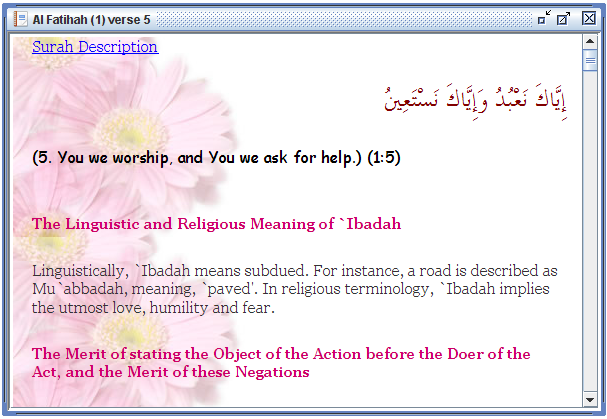 Al Fatihah (1) verse 5
Surah Description
إِيَّاكَ نَعْبُدُ وَإِيَّاكَ نَسْتَعِينُ
(5. You we worship, and You we ask for help.) (1:5)
The Linguistic and Religious Meaning of `Ibadah
Linguistically, `Ibadah means subdued. For instance, a road is described as
Mu`abbadah, meaning, `paved'. In religious terminology, `Ibadah implies
the utmost love, humility and fear.
The Merit of stating the Object of the Action before the Doer of the
Act, and the Merit of these Negations